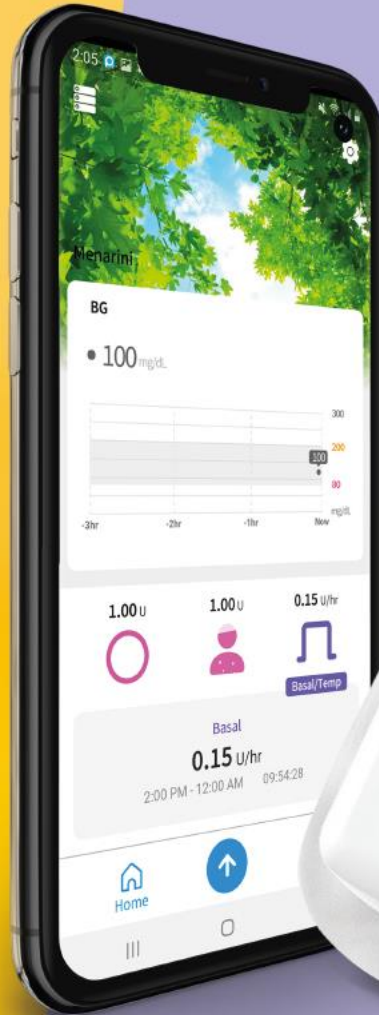 2:05
Menarini
BG
100 mg/dL
300
200
100
80
mg/dL
-3hr -2hr -1hr Now
1.00 U 1.00 U 0.15 U/hr
Basal/Temp
Basal
0.15 U/hr
2:00 PM - 12:00 AM 09:54:28
Home